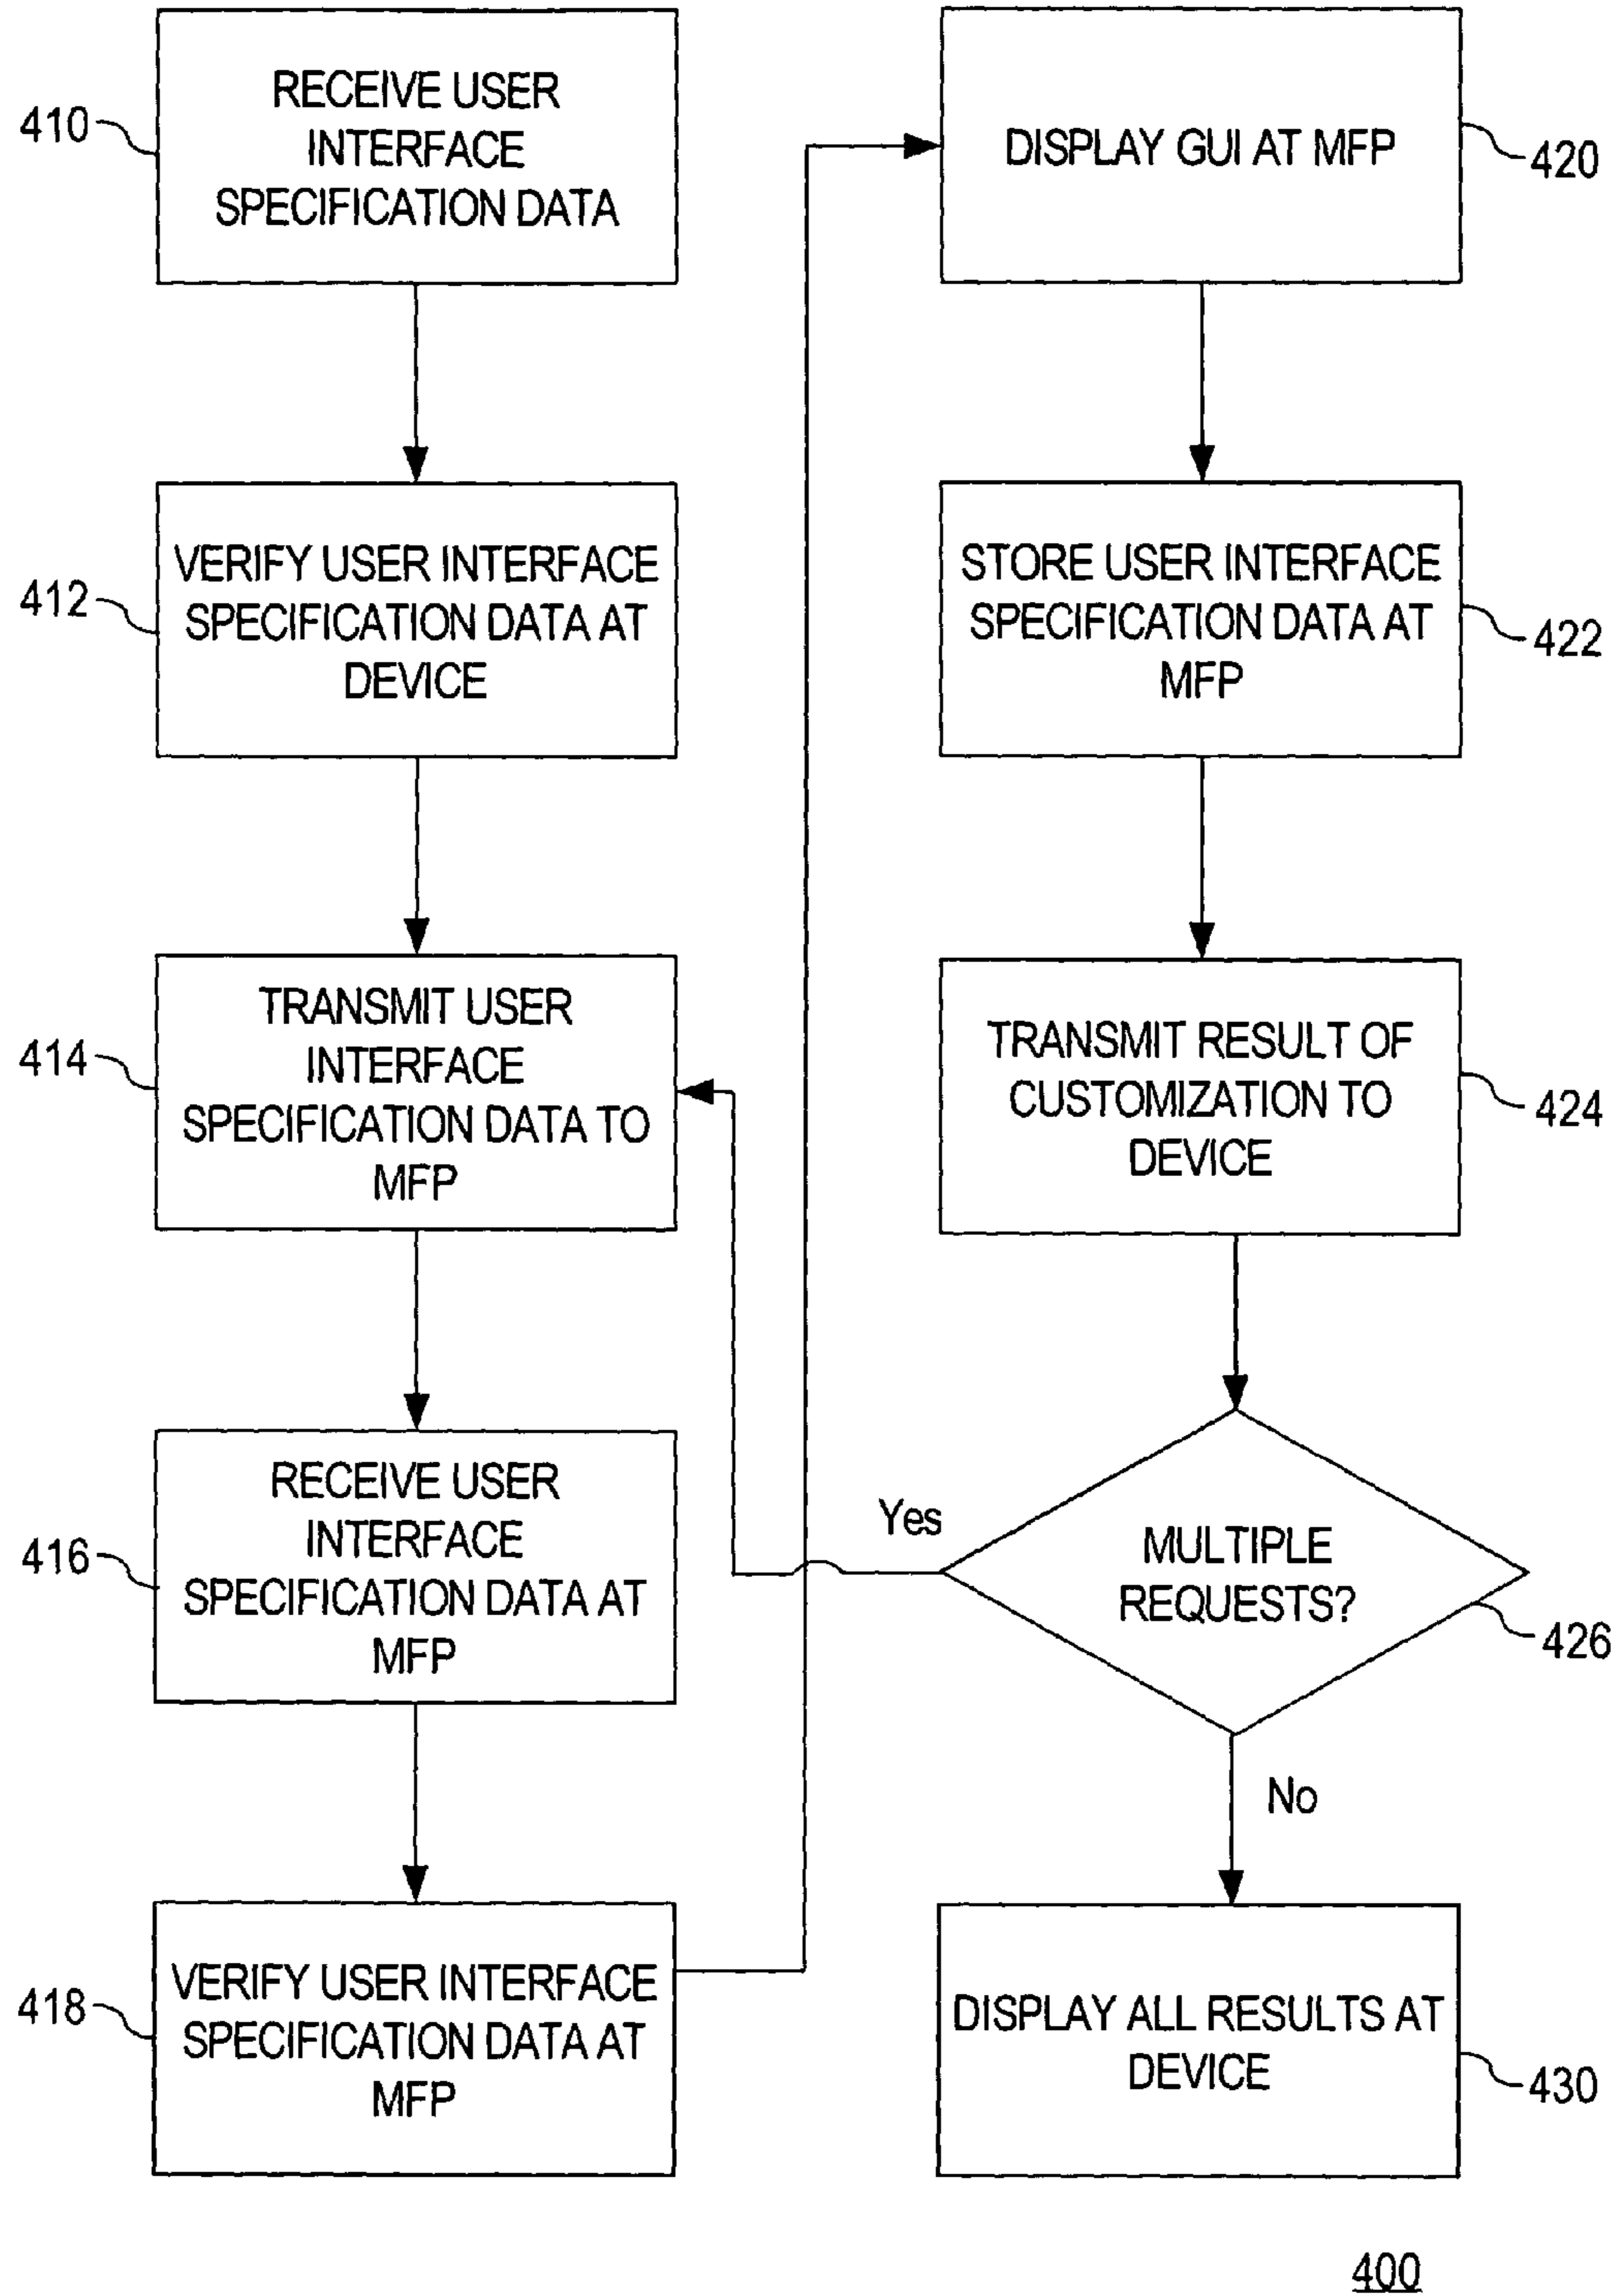 410
RECEIVE USER
INTERFACE
SPECIFICATION DATA
412
VERIFY USER INTERFACE
SPECIFICATION DATA AT
DEVICE
414
TRANSMIT USER
INTERFACE
SPECIFICATION DATA TO
MFP
416
RECEIVE USER
INTERFACE
SPECIFICATION DATA AT
MFP
418
VERIFY USER INTERFACE
SPECIFICATION DATA AT
MFP
DISPLAY GUI AT MFP
420
STORE USER INTERFACE
SPECIFICATION DATA AT
MFP
422
TRANSMIT RESULT OF
CUSTOMIZATION TO
DEVICE
424
Yes
MULTIPLE
REQUESTS?
426
No
DISPLAY ALL RESULTS AT
DEVICE
430
400